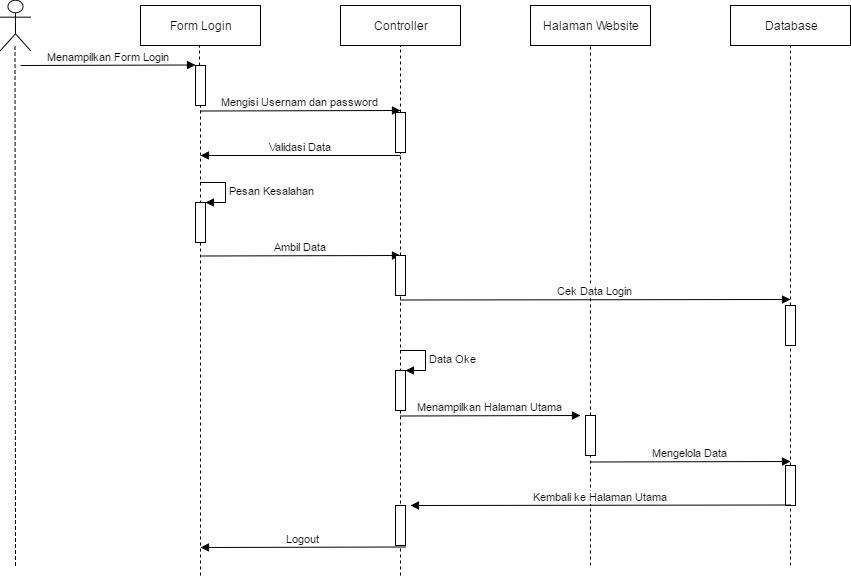 Form Login
Controller
Halaman Website
Database
Menampilkan Form Login
Mengisi Usernam dan password
Validasi Data
Pesan Kesalahan
Ambil Data
Cek Data Login
Data Oke
Menampilkan Halaman Utama
Mengelola Data
Kembali ke Halaman Utama
Logout